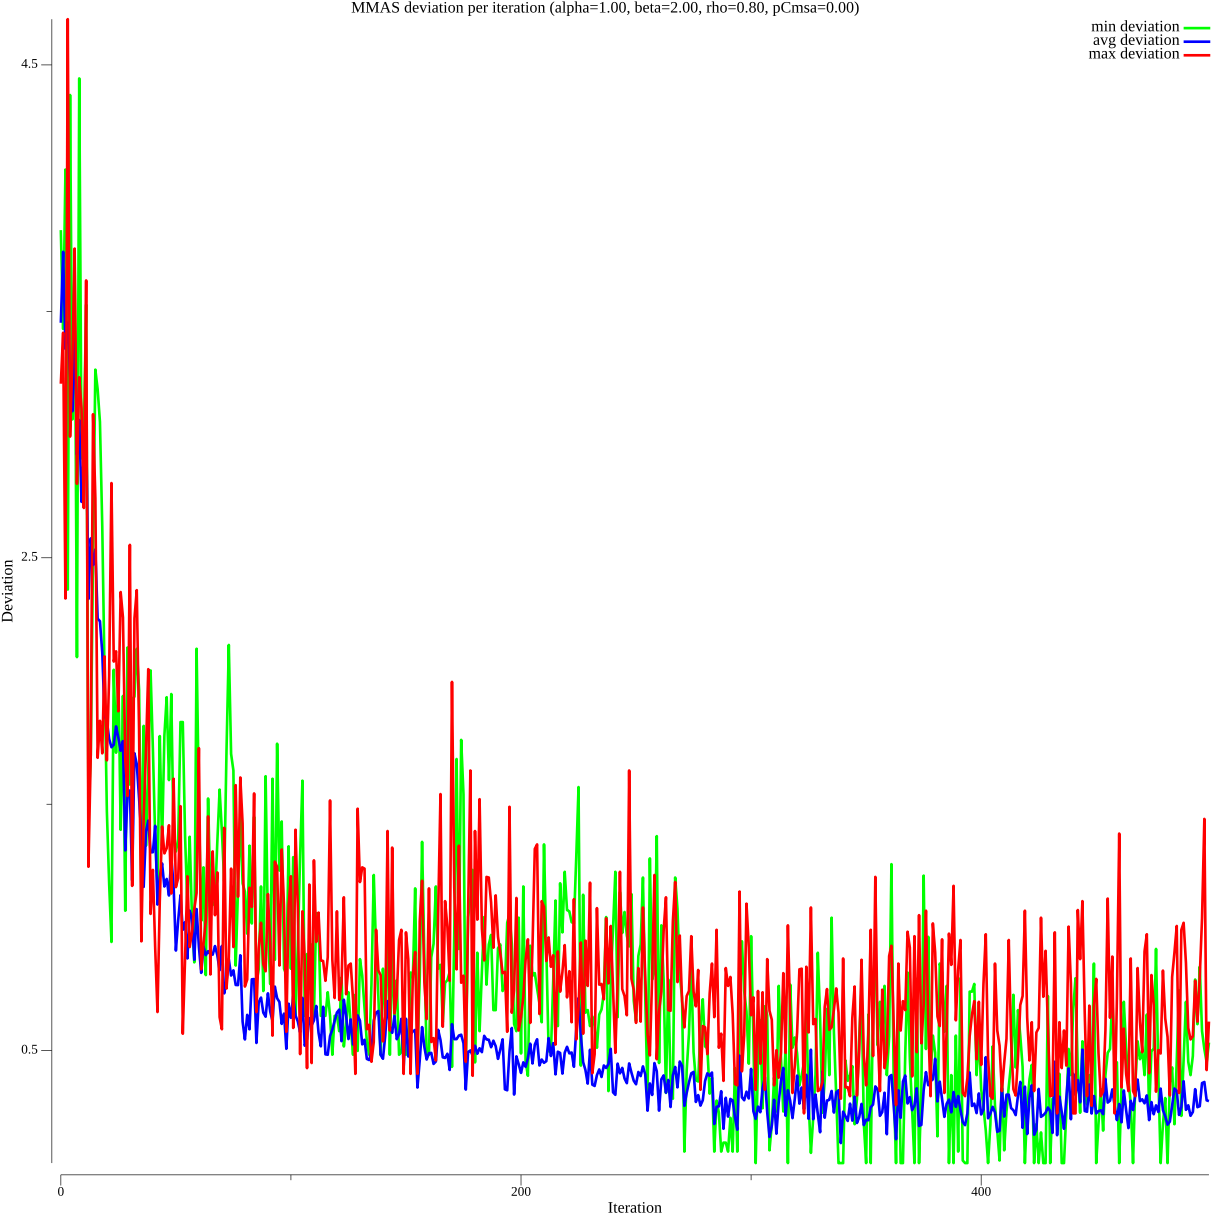 MMAS deviation per iteration (alpha=1.00, beta=2.00, rho=0.80, pCmsa=0.00)
min deviation
avg deviation
max deviation
4.5
2.5
0.5
Deviation
0
200
400
Iteration